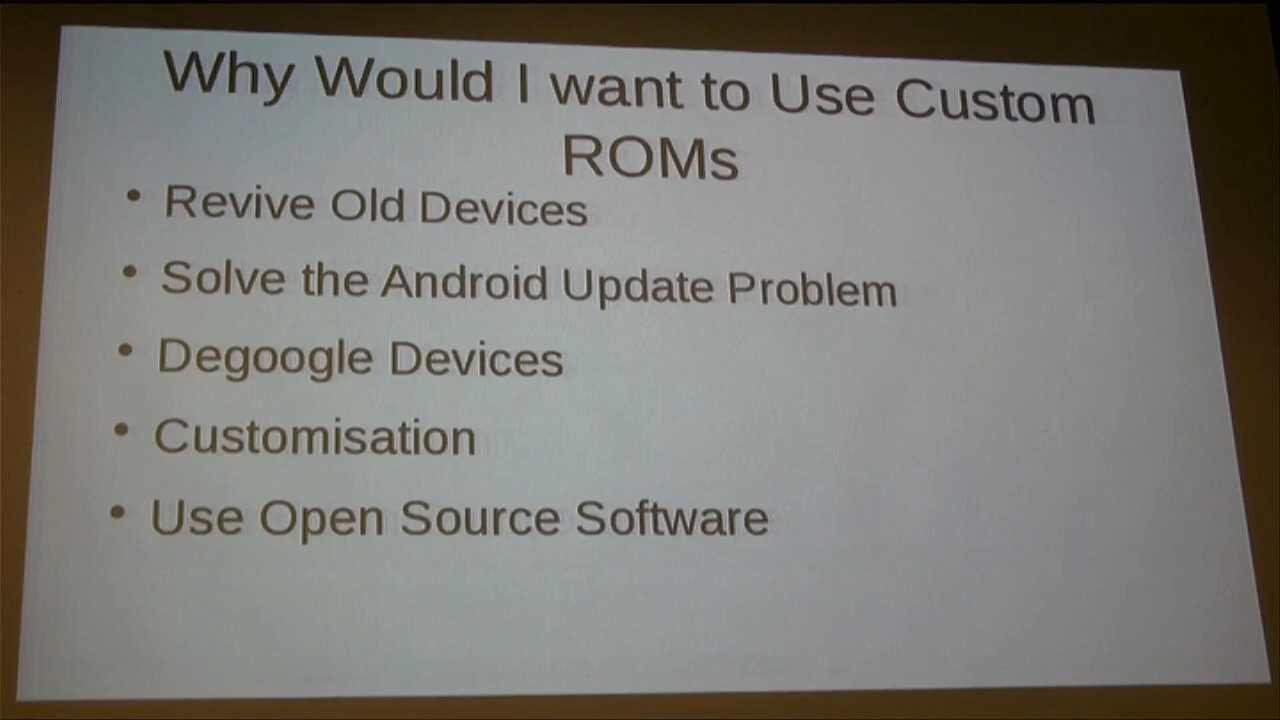 Why Would I want to Use Custom
ROMs
• Revive Old Devices
• Solve the Android Update Problem
• Degoogle Devices
• Customisation
• Use Open Source Software